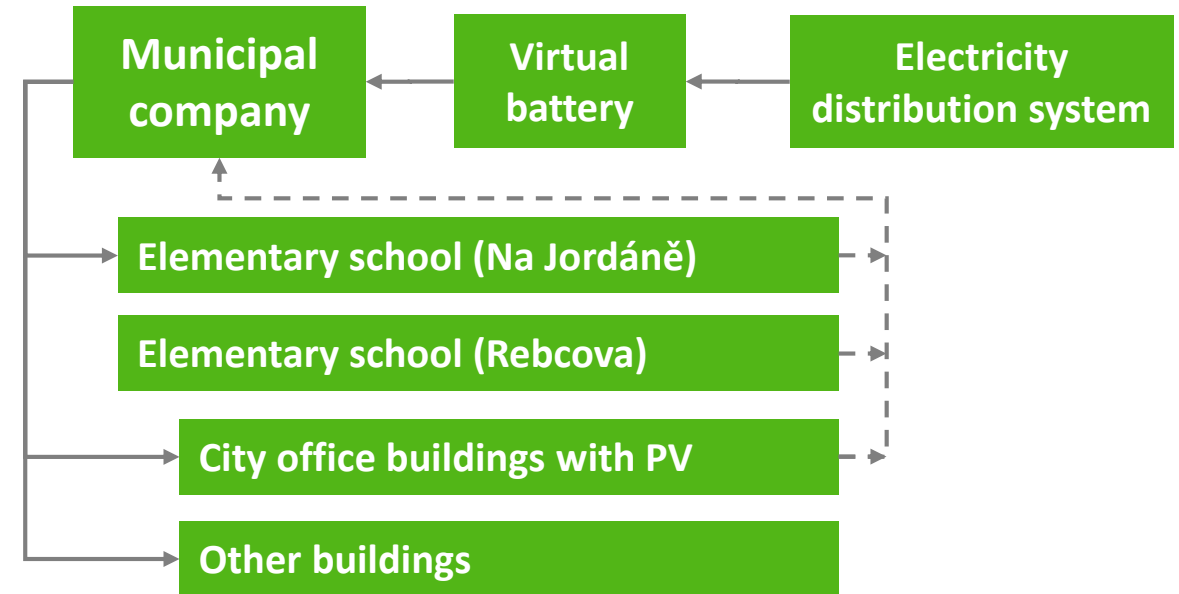 Municipal
company
Virtual
battery
Electricity
distribution system
Elementary school (Na Jordáně)
Elementary school (Rebcova)
City office buildings with PV
Other buildings